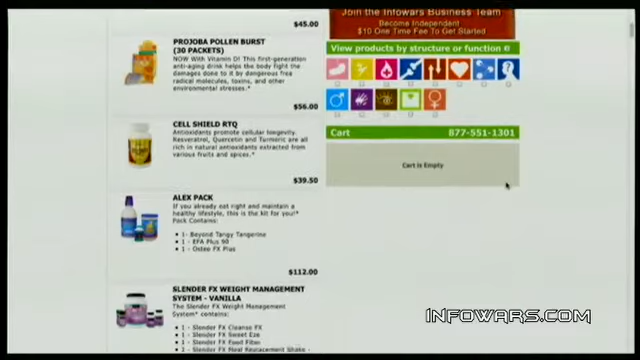 $45.00
PROJOBA POLLEN BURST
(30 PACKETS)
NOW With Vitamin D! This first-generation
anti-aging drink helps the body fight the
damages done to it by dangerous free
radical molecules, toxins, and other
environmental stresses.*
$56.00
CELL SHIELD RTQ
Antioxidants promote cellular longevity.
Resveratrol, Quercetin and Turmeric are all
rich in natural antioxidants extracted from
various fruits and spices.*
$39.50
ALEX PACK
If you already eat right and maintain a
healthy lifestyle, this is the kit for you!*
Pack Contains:
1- Beyond Tangy Tangerine
1 - EFA Plus 90
1 - Osteo FX Plus
$112.00
SLENDER FX WEIGHT MANAGEMENT
SYSTEM - VANILLA
The Slender FX Weight Management
System* contains:
1 - Slender FX Cleanse FX
1 - Slender FX Sweet Eze
1 - Slender FX Food Filter
2 - Slender FX Meal Replacement Shake -
Join the Infowars Business Team
Become Independent
$10 One Time Fee To Get Started
View products by structure or function
Cart 877-551-1301
Cart is Empty
INFOWARS.COM